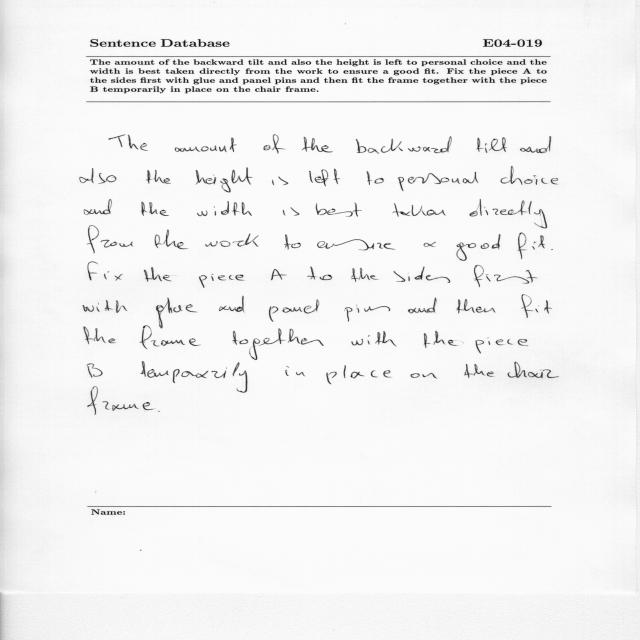 Sentence Database E04-019
The amount of the backward tilt and also the height is left to personal choice and the
width is best taken directly from the work to ensure a good fit. Fix the piece A to
the sides first with glue and panel pins and then fit the frame together with the piece
B temporarily in place on the chair frame.
The amount of the backward tilt and
also the height is left to personal choice
and the width is best taken directly
from the work to ensure a good fit.
Fix the piece A to the sides first
with glue and panel pins and then fit
the frame together with the piece
B temporarily in place on the chair
frame.
Name: